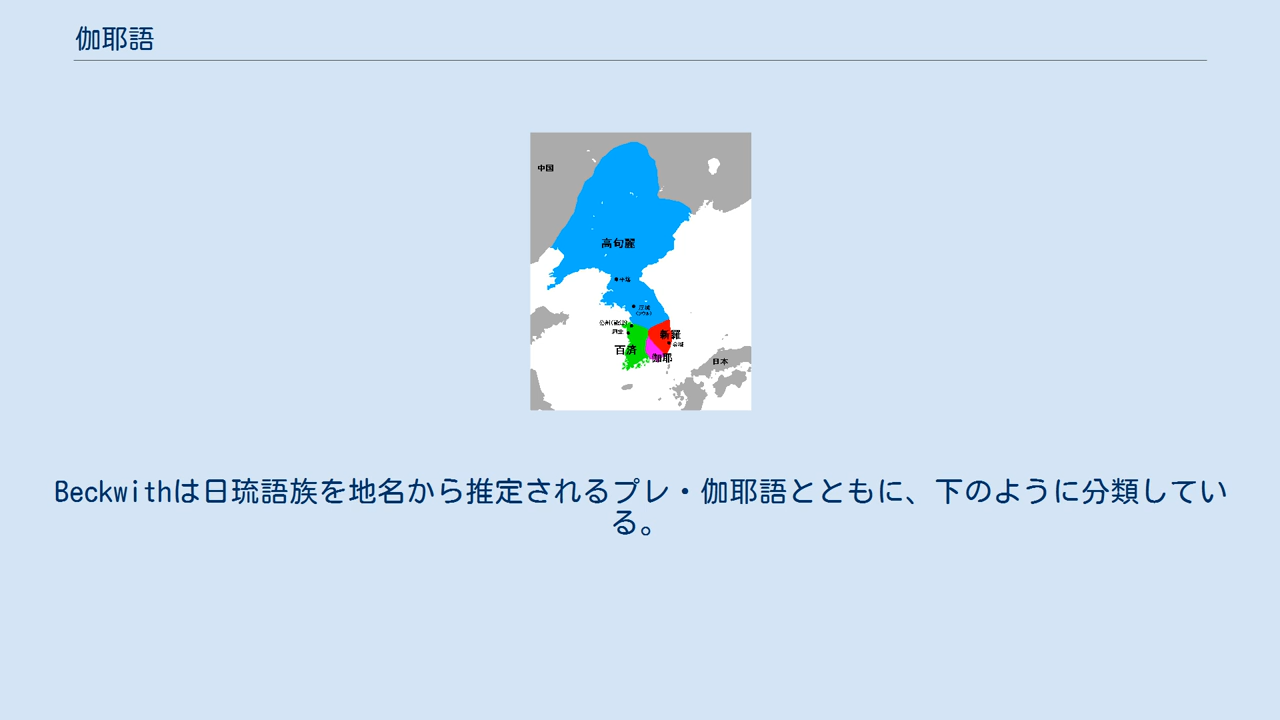 伽耶語
中国
高句麗
新羅
百済
伽耶
日本
Beckwithは日琉語族を地名から推定されるプレ・伽耶語とともに、下のように分類してい
る。